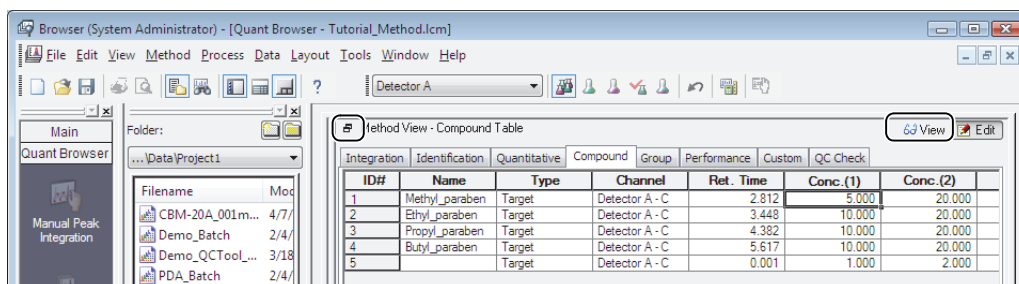 Browser (System Administrator) - [Quant Browser - Tutorial_Method.lcm]
File Edit View Method Process Data Layout Tools Window Help
? Detector A
Main
Quant Browser
Manual Peak
Integration
Folder:
...\Data\Project1
Filename Mod
CBM-20A_001m... 4/7/
Demo_Batch 2/4/
Demo_QCTool_... 3/18
PDA_Batch 2/4/
Method View - Compound Table View Edit
Integration Identification Quantitative Compound Group Performance Custom QC Check
ID# Name Type Channel Ret. Time Conc.(1) Conc.(2)
1 Methyl_paraben Target Detector A - C 2.812 5.000 20.000
2 Ethyl_paraben Target Detector A - C 3.448 10.000 20.000
3 Propyl_paraben Target Detector A - C 4.382 10.000 20.000
4 Butyl_paraben Target Detector A - C 5.617 10.000 20.000
5 Target Detector A - C 0.001 1.000 2.000